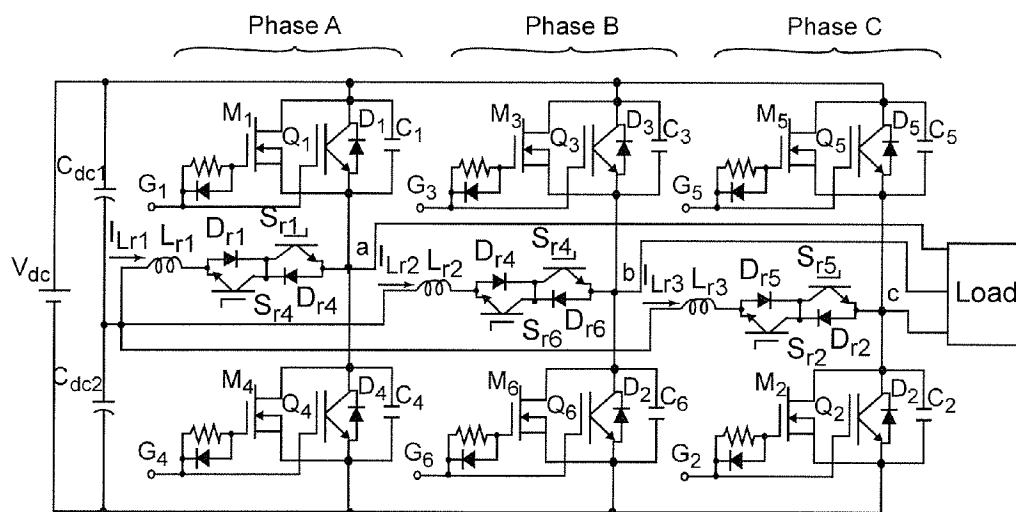 Phase A
Phase B
Phase C
M1
Q1
D1
C1
M3
Q3
D3
C3
M5
Q5
D5
C5
Cdc1
G1
G3
G5
ILr1
Lr1
Dr1
Sr1
a
Sr4
Dr4
Vdc
ILr2
Lr2
Dr4
Sr4
b
Sr6
Dr6
ILr3
Lr3
Dr5
Sr5
c
Sr2
Dr2
Load
Cdc2
M4
Q4
D4
C4
M6
Q6
D2
C6
M2
Q2
D2
C2
G4
G6
G2